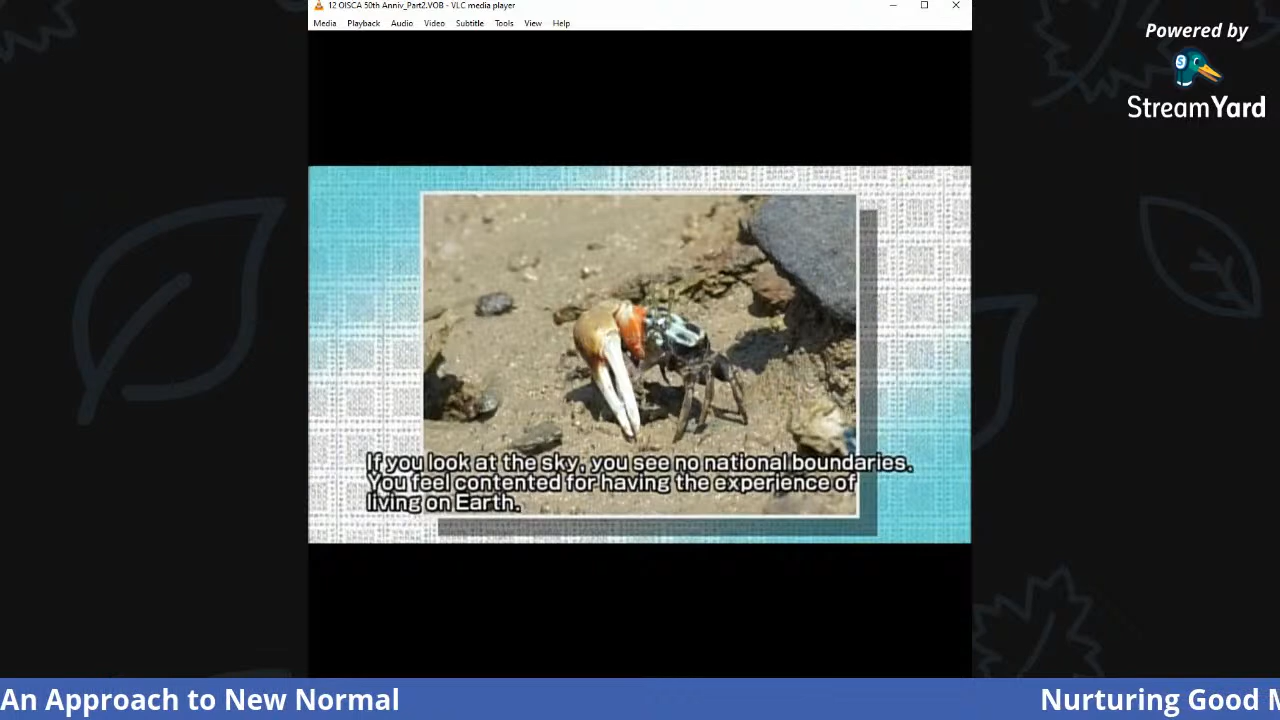 12 OISCA 50th Anniv_Part2.VOB - VLC media player
Media Playback Audio Video Subtitle Tools View Help
Powered by
S
StreamYard
If you look at the sky, you see no national boundaries.
You feel contented for having the experience of
living on Earth.
An Approach to New Normal
Nurturing Good